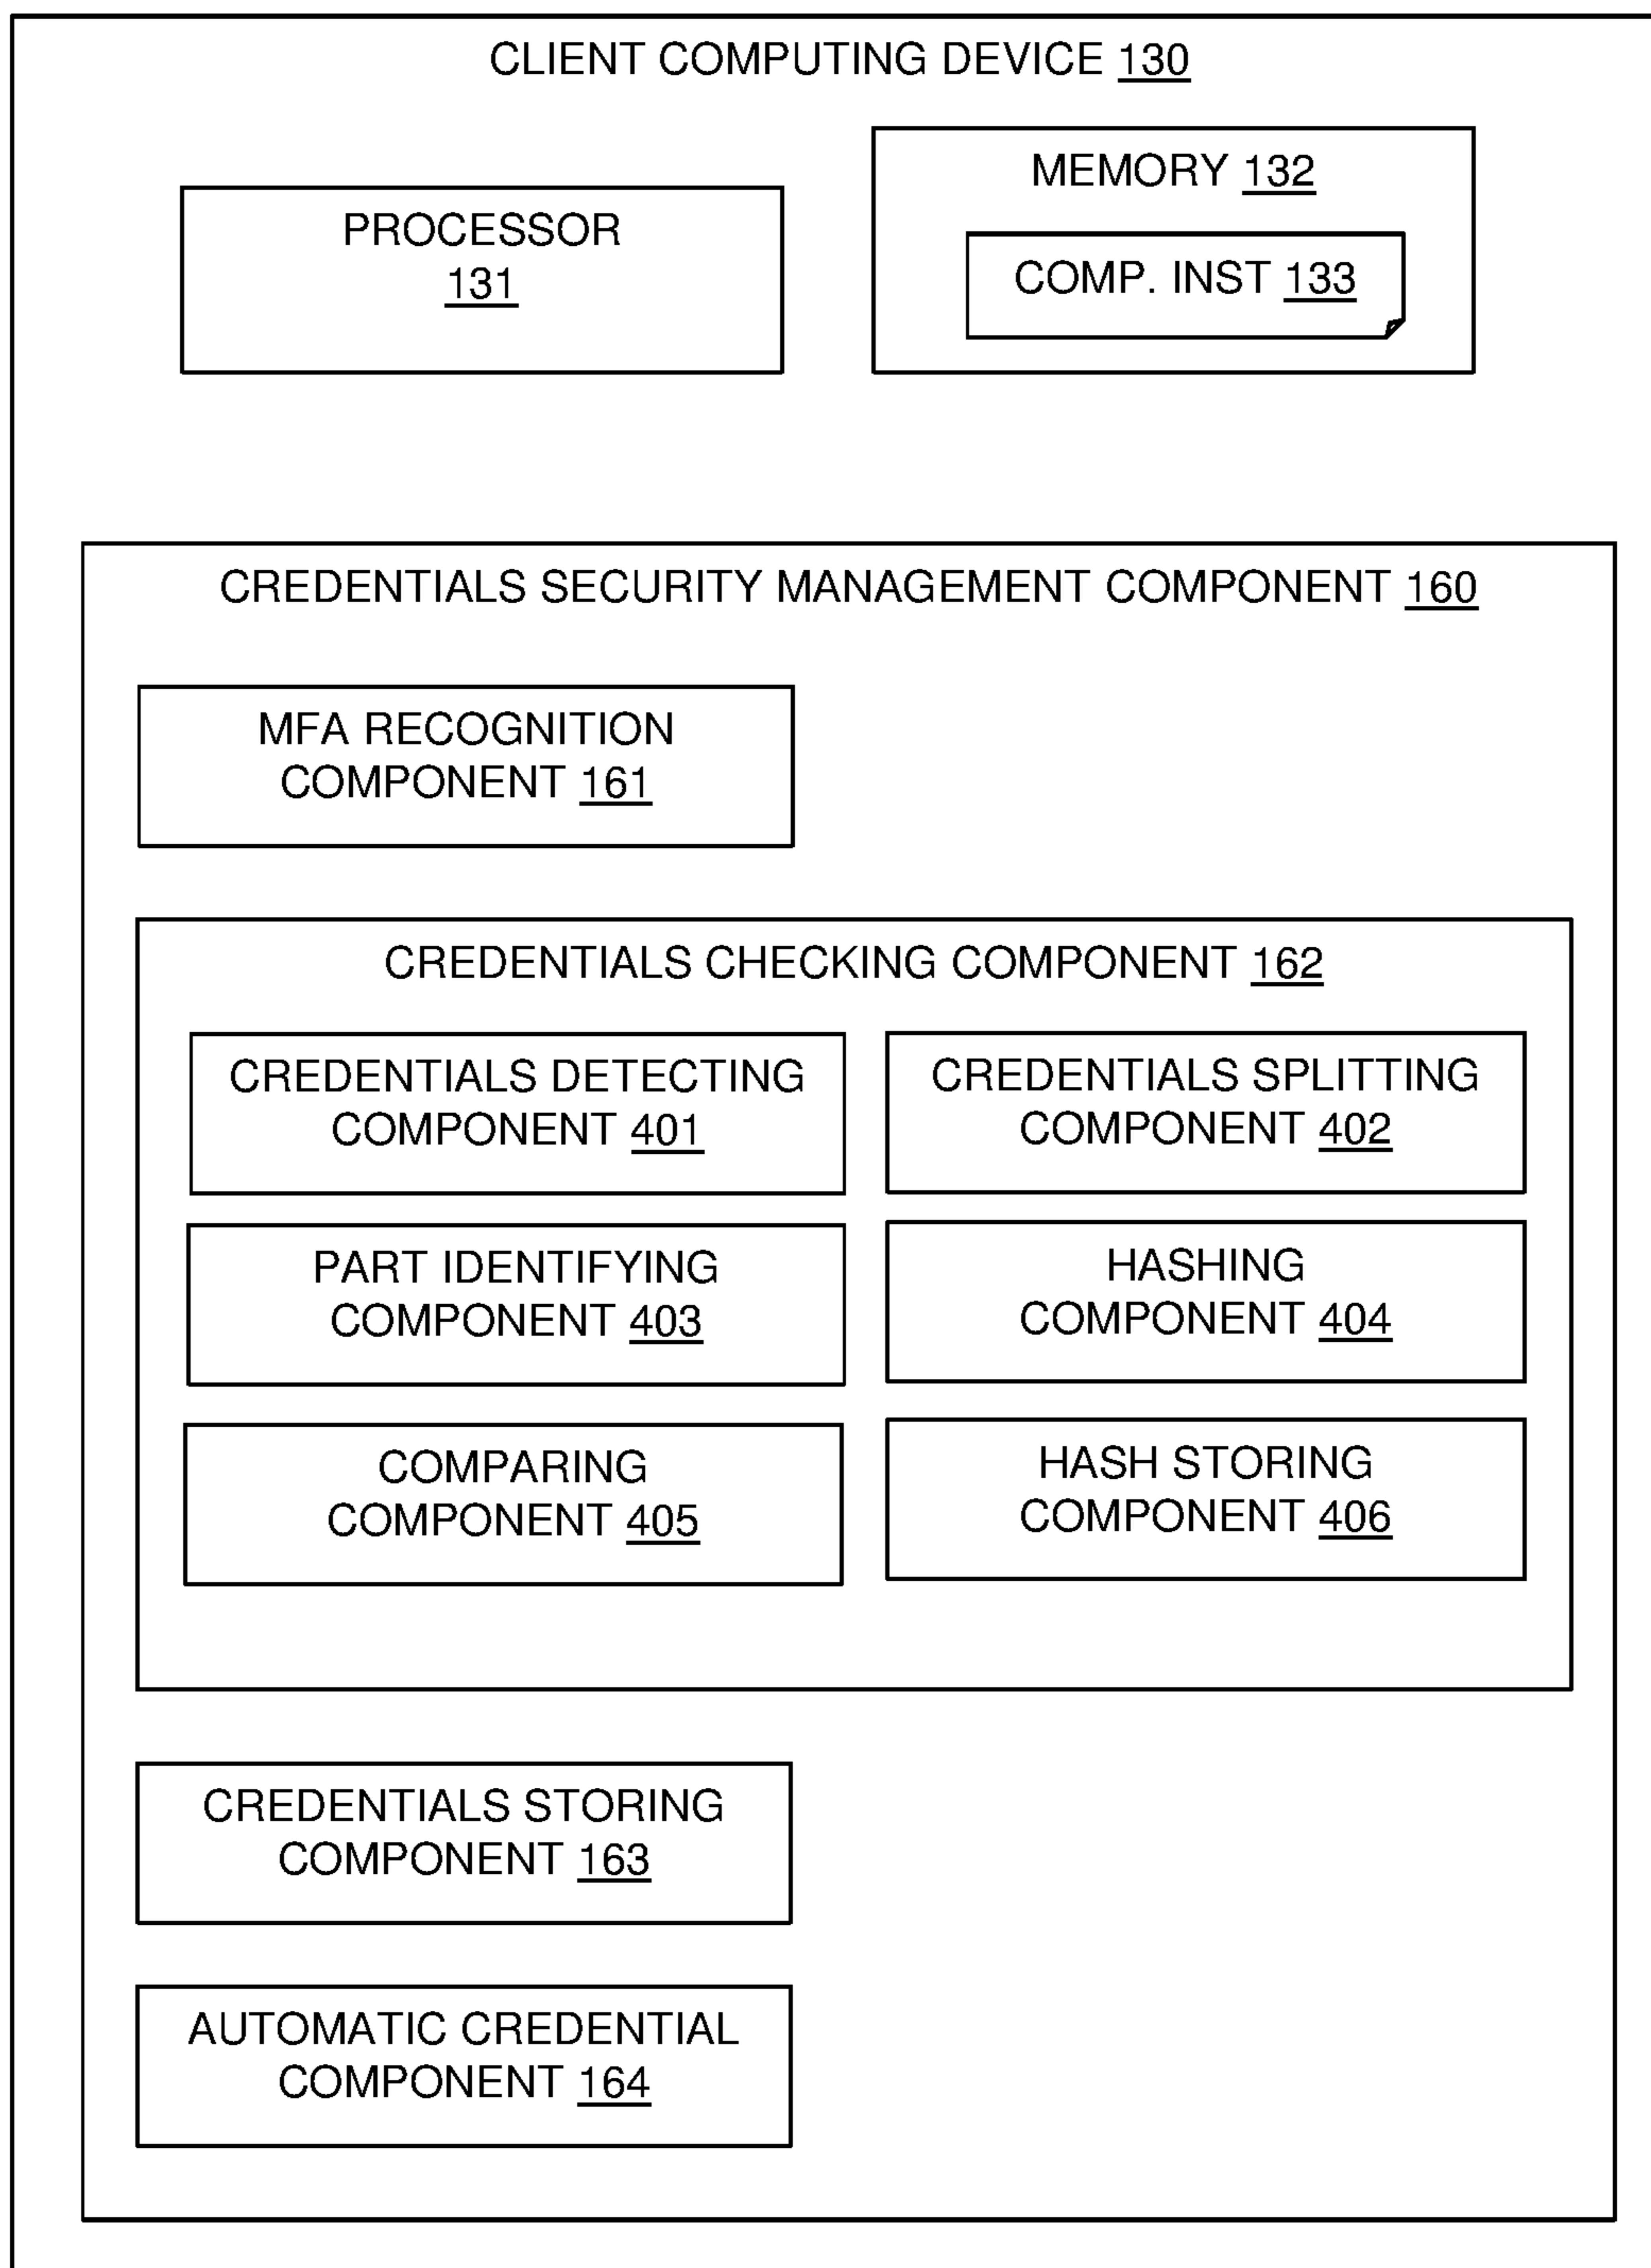 CLIENT COMPUTING DEVICE 130
PROCESSOR
131
MEMORY 132
COMP. INST 133
CREDENTIALS SECURITY MANAGEMENT COMPONENT 160
MFA RECOGNITION
COMPONENT 161
CREDENTIALS CHECKING COMPONENT 162
CREDENTIALS DETECTING
COMPONENT 401
CREDENTIALS SPLITTING
COMPONENT 402
PART IDENTIFYING
COMPONENT 403
HASHING
COMPONENT 404
COMPARING
COMPONENT 405
HASH STORING
COMPONENT 406
CREDENTIALS STORING
COMPONENT 163
AUTOMATIC CREDENTIAL
COMPONENT 164